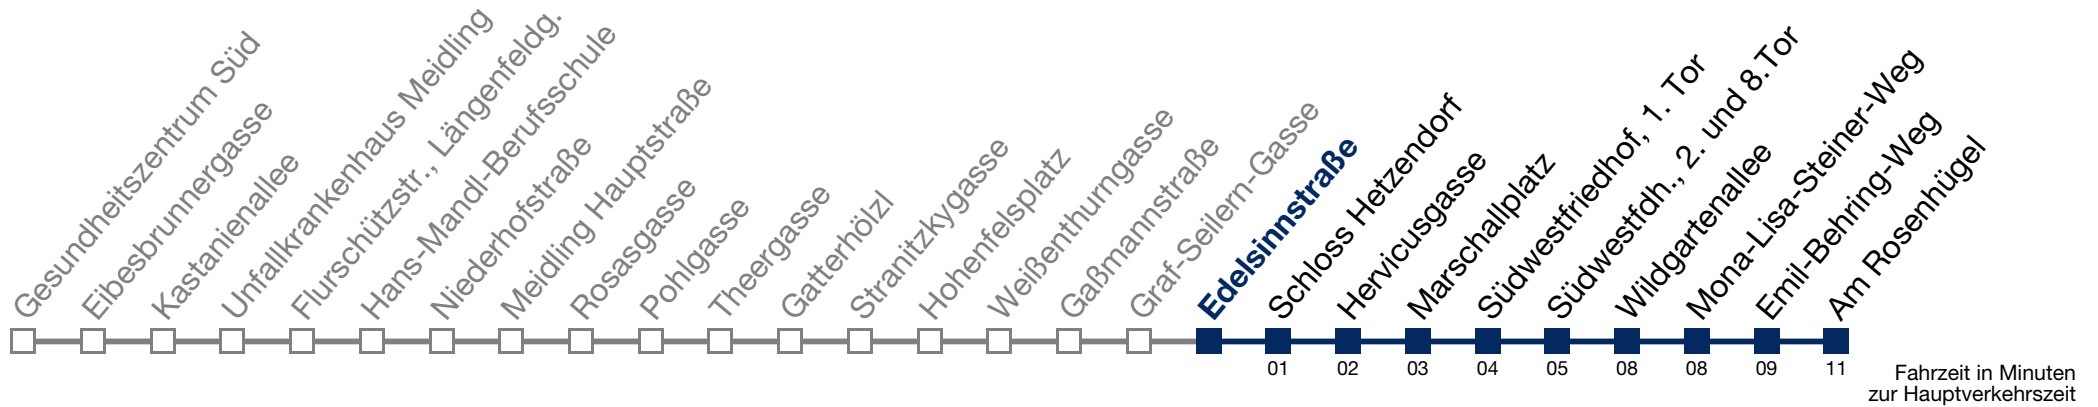 Gesundheitszentrum Süd
Eibesbrunnergasse
Kastanienallee
Unfallkrankenhaus Meidling
Flurschützstr., Längenfeldg.
Hans-Mandl-Berufsschule
Niederhofstraße
Meidling Hauptstraße
Rosasgasse
Pohlgasse
Theergasse
Gatterhölzl
Stranitzkygasse
Hohenfelsplatz
Weißenthurngasse
Gaßmannstraße
Graf-Seilern-Gasse
Edelsinnstraße
Schloss Hetzendorf
Hervicusgasse
Marschallplatz
Südwestfriedhof, 1. Tor
Südwestfdh., 2. und 8.Tor
Wildgartenallee
Mona-Lisa-Steiner-Weg
Emil-Behring-Weg
Am Rosenhügel
01 02 03 04 05 08 08 09 11
Fahrzeit in Minuten
zur Hauptverkehrszeit